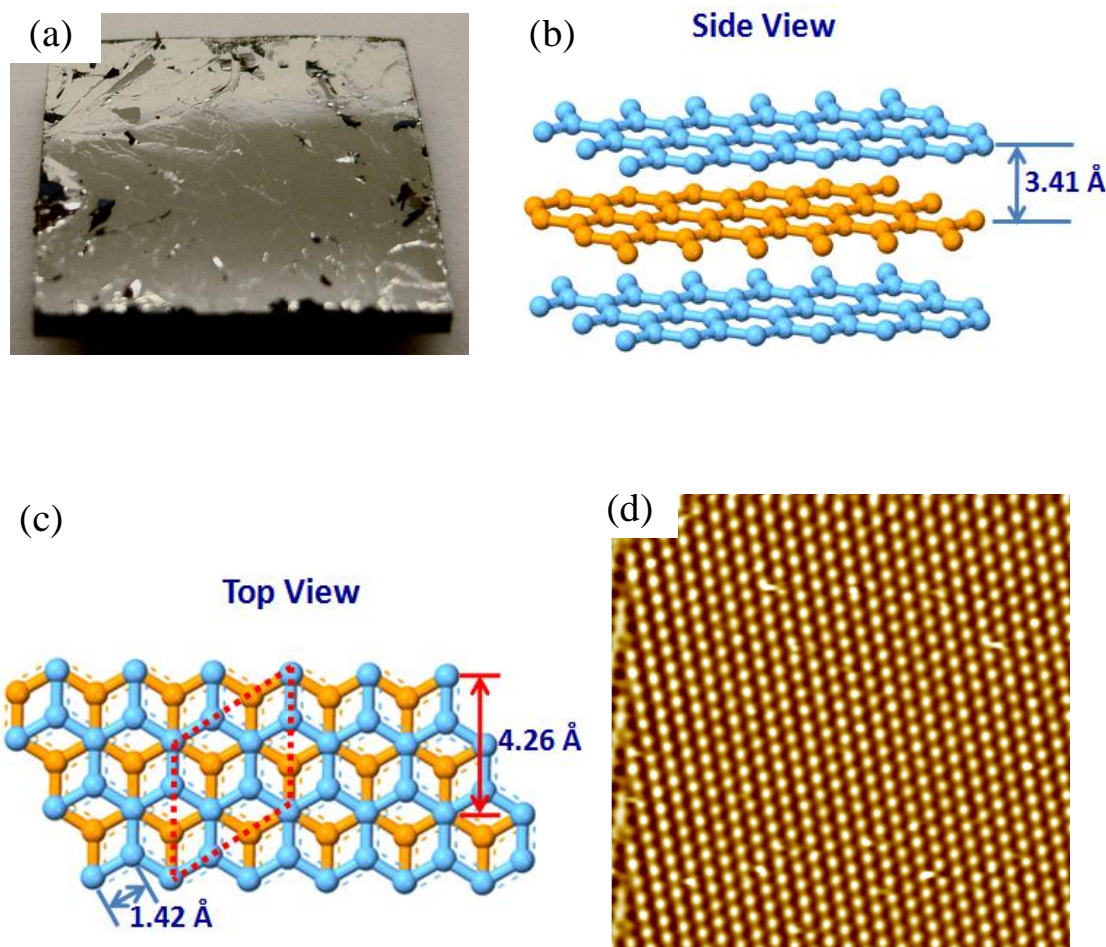 (a)
(b)
Side View
3.41 Å
(c)
Top View
4.26 Å
1.42 Å
(d)